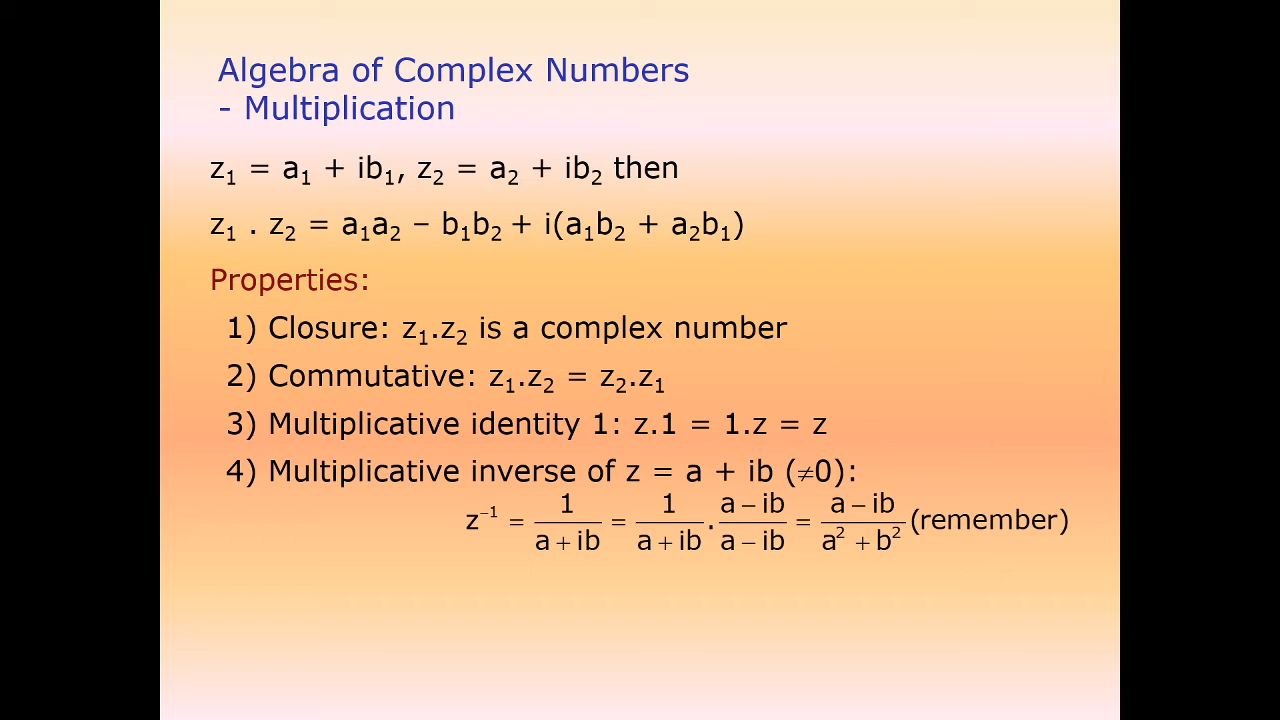 Algebra of Complex Numbers
- Multiplication
z₁ = a₁ + ib₁, z₂ = a₂ + ib₂ then
z₁ . z₂ = a₁a₂ – b₁b₂ + i(a₁b₂ + a₂b₁)
Properties:
1) Closure: z₁.z₂ is a complex number
2) Commutative: z₁.z₂ = z₂.z₁
3) Multiplicative identity 1: z.1 = 1.z = z
4) Multiplicative inverse of z = a + ib (≠0):
z⁻¹ = 1/(a + ib) = 1/(a + ib) . (a − ib)/(a − ib) = (a − ib)/(a² + b²) (remember)